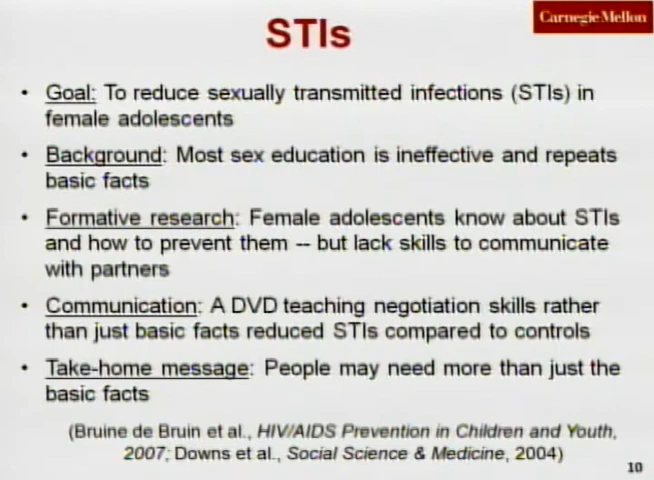 Carnegie Mellon
STIs
• Goal: To reduce sexually transmitted infections (STIs) in
female adolescents
• Background: Most sex education is ineffective and repeats
basic facts
• Formative research: Female adolescents know about STIs
and how to prevent them -- but lack skills to communicate
with partners
• Communication: A DVD teaching negotiation skills rather
than just basic facts reduced STIs compared to controls
• Take-home message: People may need more than just the
basic facts
(Bruine de Bruin et al., HIV/AIDS Prevention in Children and Youth,
2007; Downs et al., Social Science & Medicine, 2004)
10